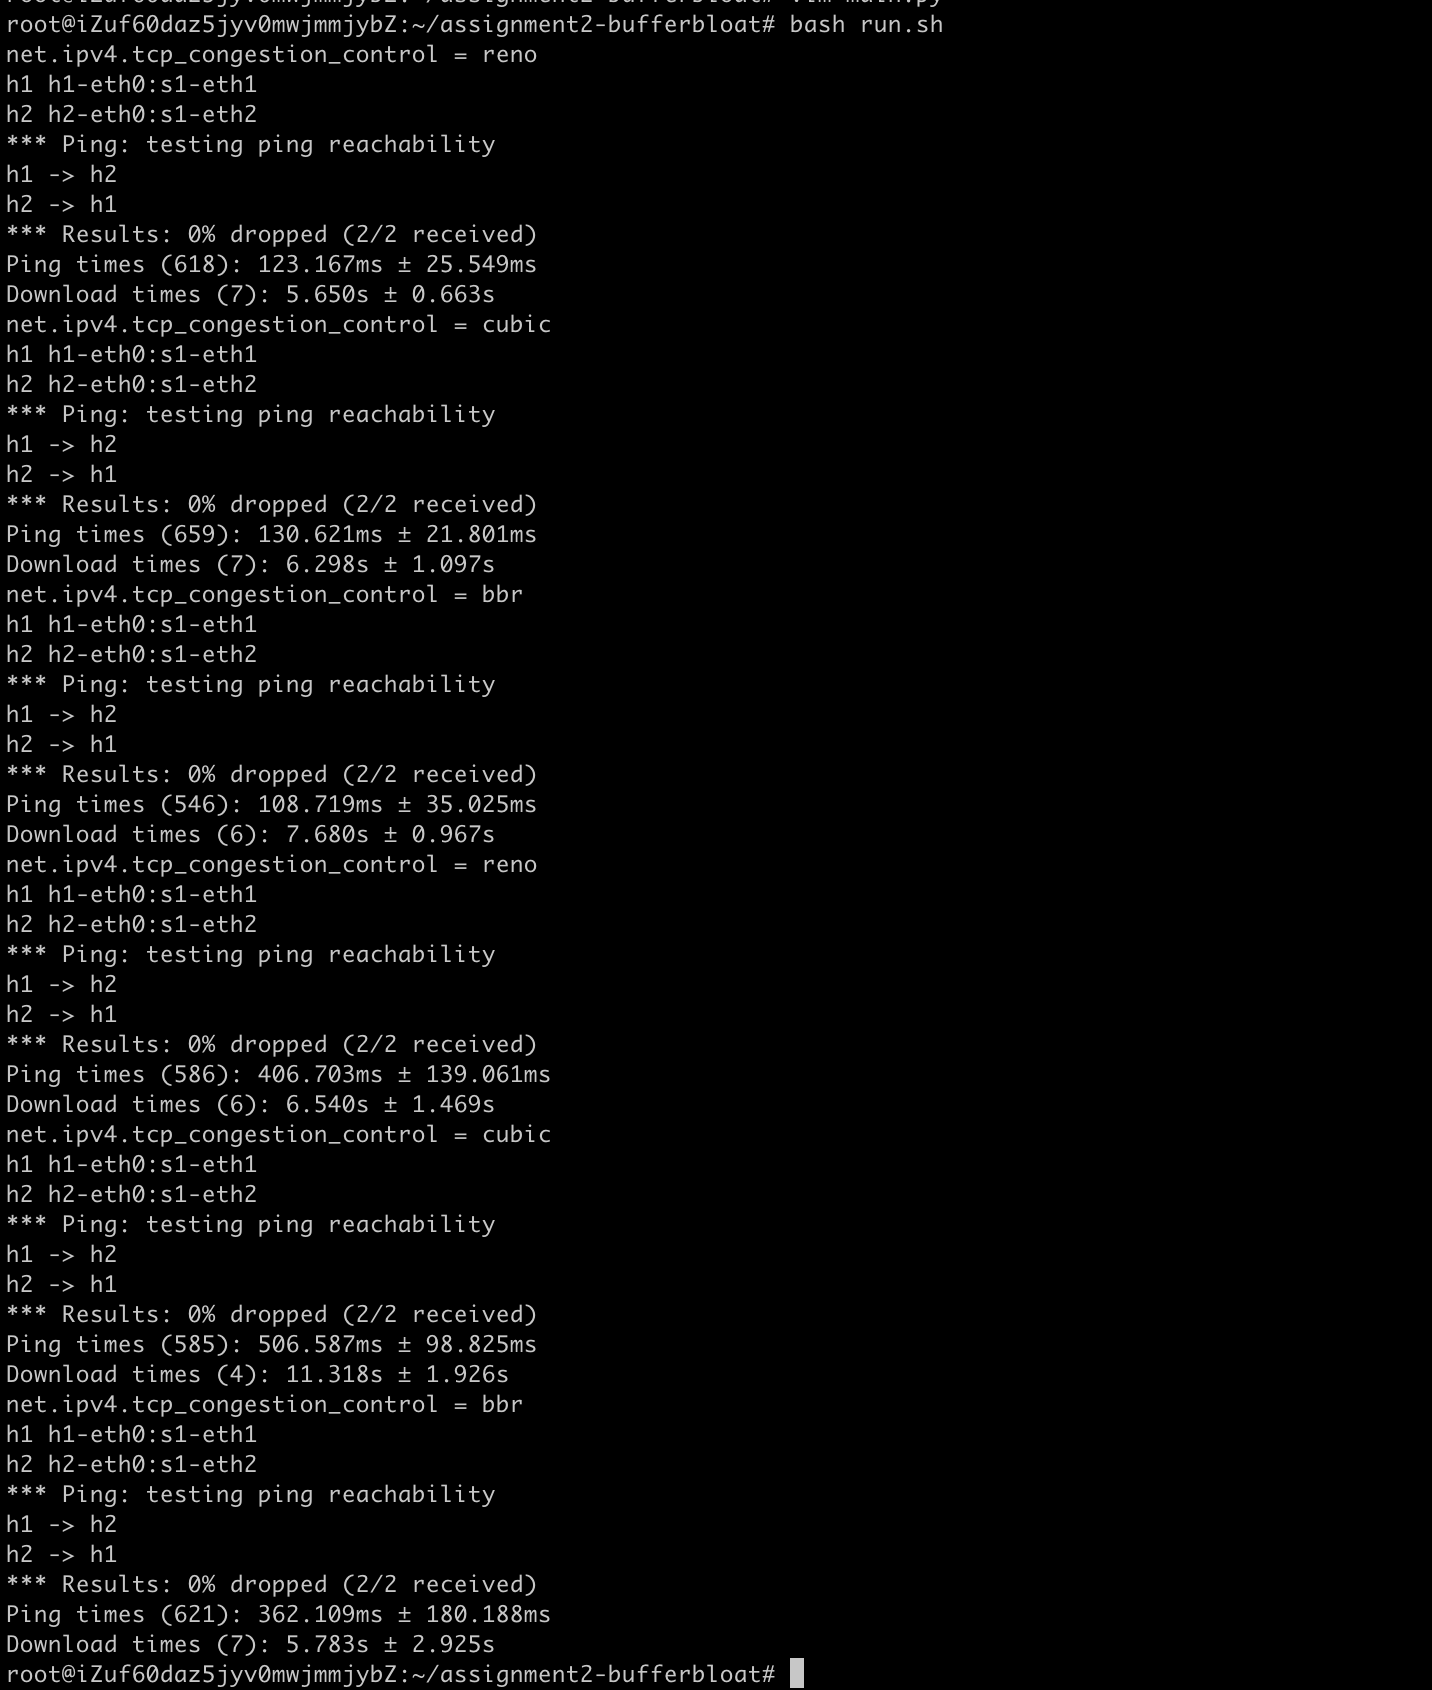 root@iZuf60daz5jyv0mwjmmjybZ:~/assignment2-bufferbloat# vim main.py
root@iZuf60daz5jyv0mwjmmjybZ:~/assignment2-bufferbloat# bash run.sh
net.ipv4.tcp_congestion_control = reno
h1 h1-eth0:s1-eth1
h2 h2-eth0:s1-eth2
*** Ping: testing ping reachability
h1 -> h2
h2 -> h1
*** Results: 0% dropped (2/2 received)
Ping times (618): 123.167ms ± 25.549ms
Download times (7): 5.650s ± 0.663s
net.ipv4.tcp_congestion_control = cubic
h1 h1-eth0:s1-eth1
h2 h2-eth0:s1-eth2
*** Ping: testing ping reachability
h1 -> h2
h2 -> h1
*** Results: 0% dropped (2/2 received)
Ping times (659): 130.621ms ± 21.801ms
Download times (7): 6.298s ± 1.097s
net.ipv4.tcp_congestion_control = bbr
h1 h1-eth0:s1-eth1
h2 h2-eth0:s1-eth2
*** Ping: testing ping reachability
h1 -> h2
h2 -> h1
*** Results: 0% dropped (2/2 received)
Ping times (546): 108.719ms ± 35.025ms
Download times (6): 7.680s ± 0.967s
net.ipv4.tcp_congestion_control = reno
h1 h1-eth0:s1-eth1
h2 h2-eth0:s1-eth2
*** Ping: testing ping reachability
h1 -> h2
h2 -> h1
*** Results: 0% dropped (2/2 received)
Ping times (586): 406.703ms ± 139.061ms
Download times (6): 6.540s ± 1.469s
net.ipv4.tcp_congestion_control = cubic
h1 h1-eth0:s1-eth1
h2 h2-eth0:s1-eth2
*** Ping: testing ping reachability
h1 -> h2
h2 -> h1
*** Results: 0% dropped (2/2 received)
Ping times (585): 506.587ms ± 98.825ms
Download times (4): 11.318s ± 1.926s
net.ipv4.tcp_congestion_control = bbr
h1 h1-eth0:s1-eth1
h2 h2-eth0:s1-eth2
*** Ping: testing ping reachability
h1 -> h2
h2 -> h1
*** Results: 0% dropped (2/2 received)
Ping times (621): 362.109ms ± 180.188ms
Download times (7): 5.783s ± 2.925s
root@iZuf60daz5jyv0mwjmmjybZ:~/assignment2-bufferbloat#